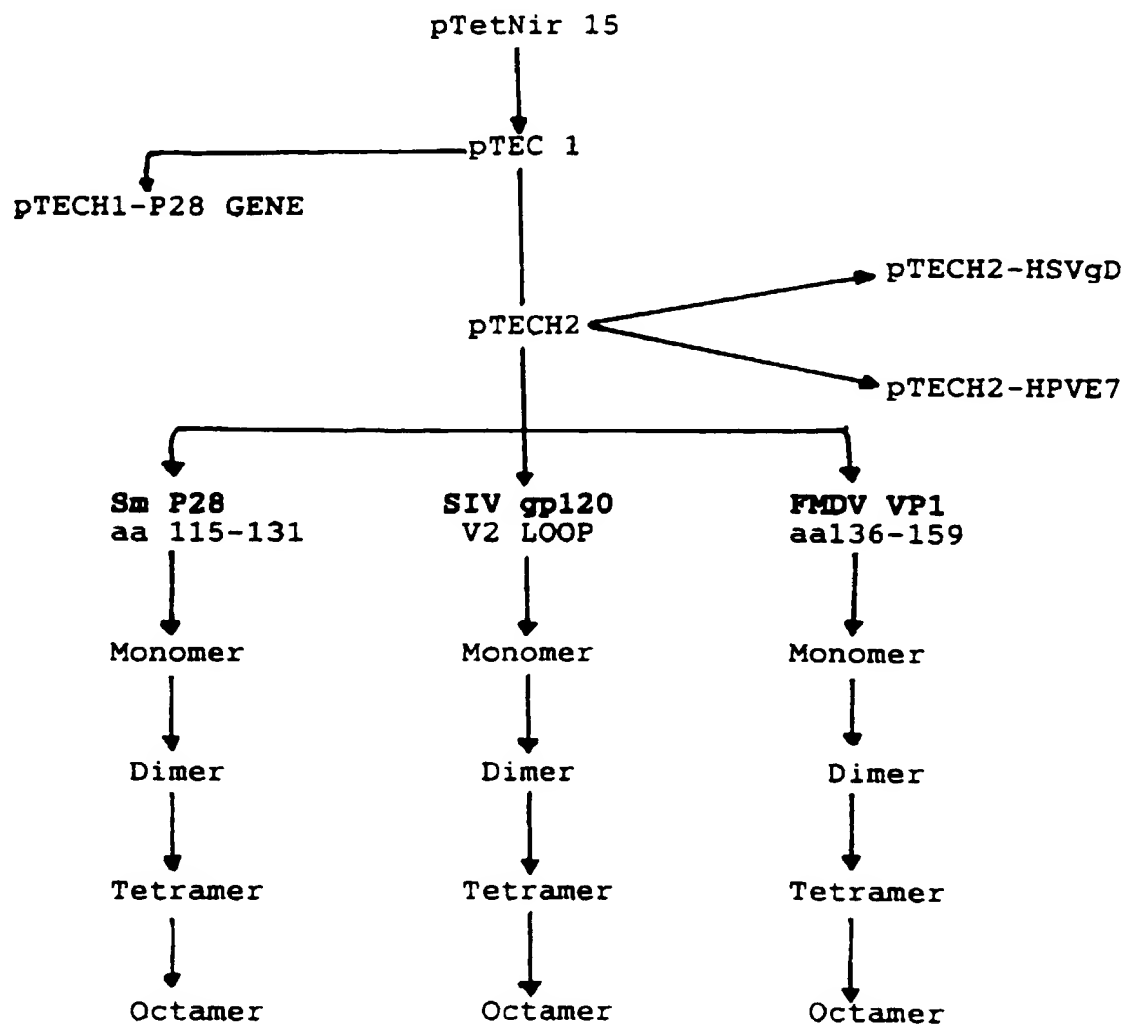 pTetNir 15
pTEC 1
pTECH1-P28 GENE
pTECH2-HSVgD
pTECH2
pTECH2-HPVE7
Sm P28
aa 115-131
SIV gp120
V2 LOOP
FMDV VP1
aa136-159
Monomer
Monomer
Monomer
Dimer
Dimer
Dimer
Tetramer
Tetramer
Tetramer
Octamer
Octamer
Octamer